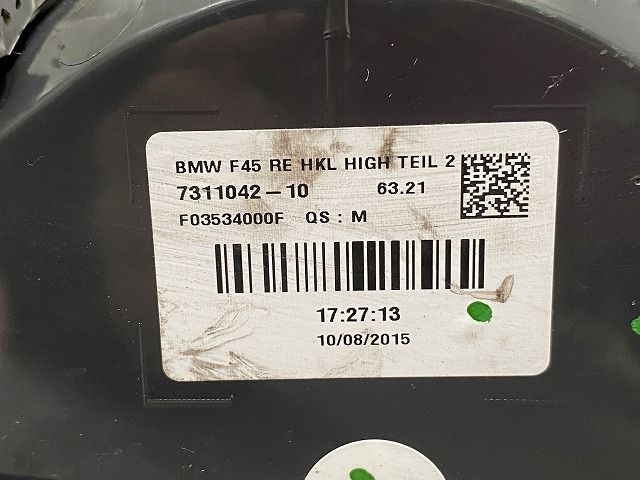 BMW F45 RE HKL HIGH TEIL 2
7311042-10 63.21
F03534000F QS : M
17:27:13
10/08/2015